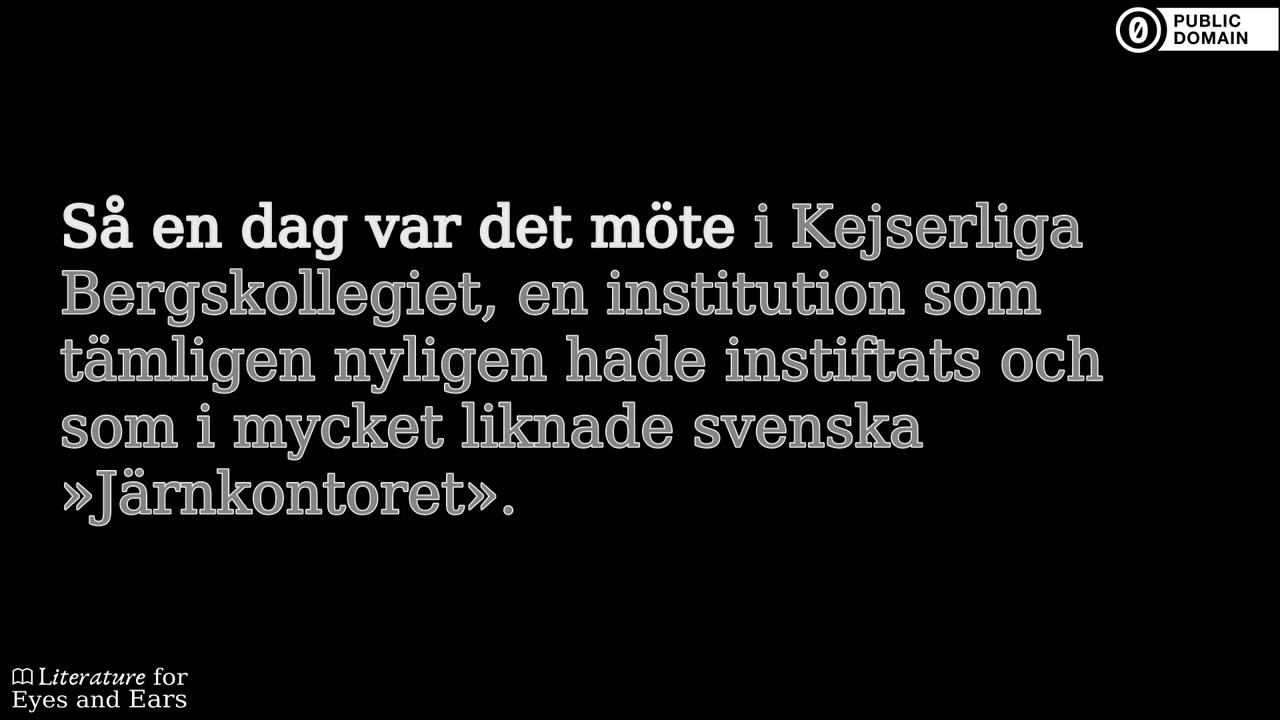 PUBLIC
DOMAIN
Så en dag var det möte i Kejserliga
Bergskollegiet, en institution som
tämligen nyligen hade instiftats och
som i mycket liknade svenska
»Järnkontoret».
Literature for
Eyes and Ears